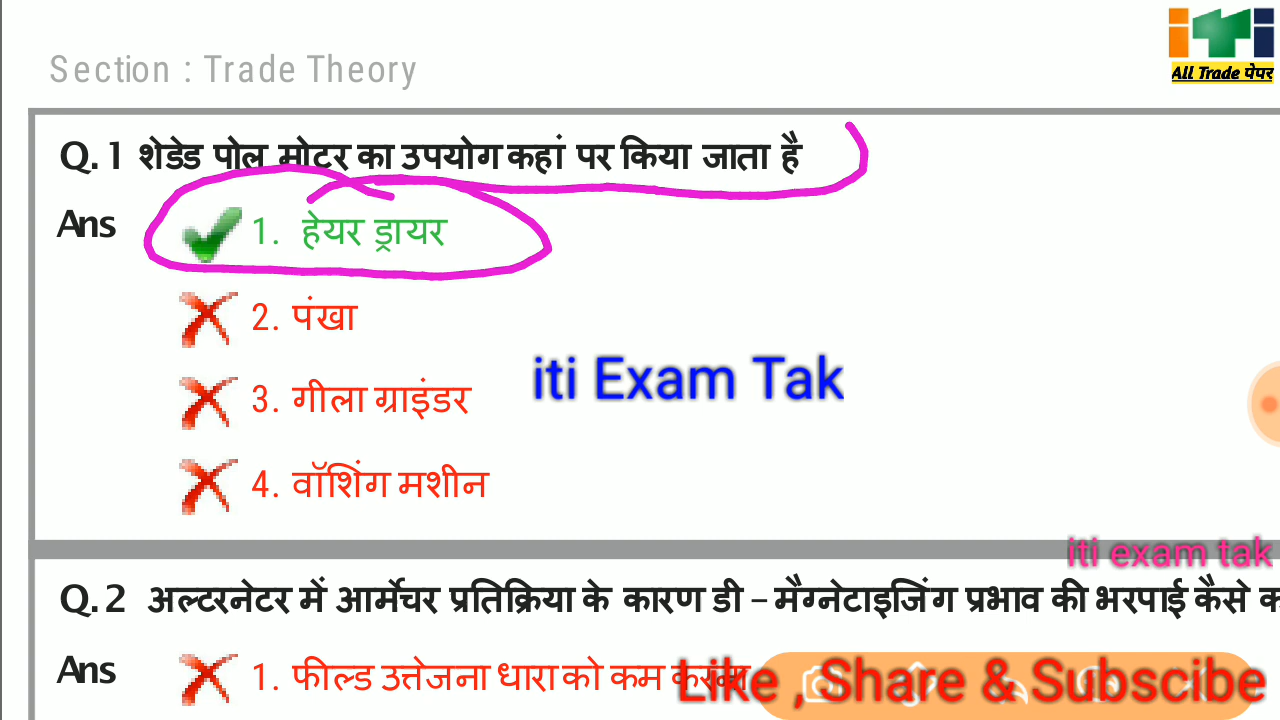 Section : Trade Theory
iTi
All Trade पेपर
Q. 1 शेडेड पोल मोटर का उपयोग कहां पर किया जाता है
Ans 1. हेयर ड्रायर
2. पंखा
iti Exam Tak
3. गीला ग्राइंडर
4. वॉशिंग मशीन
iti exam tak
Q. 2 अल्टरनेटर में आर्मेचर प्रतिक्रिया के कारण डी – मैग्नेटाइजिंग प्रभाव की भरपाई कैसे
Ans 1. फील्ड उत्तेजना धारा को कम करना
Like , Share & Subscibe